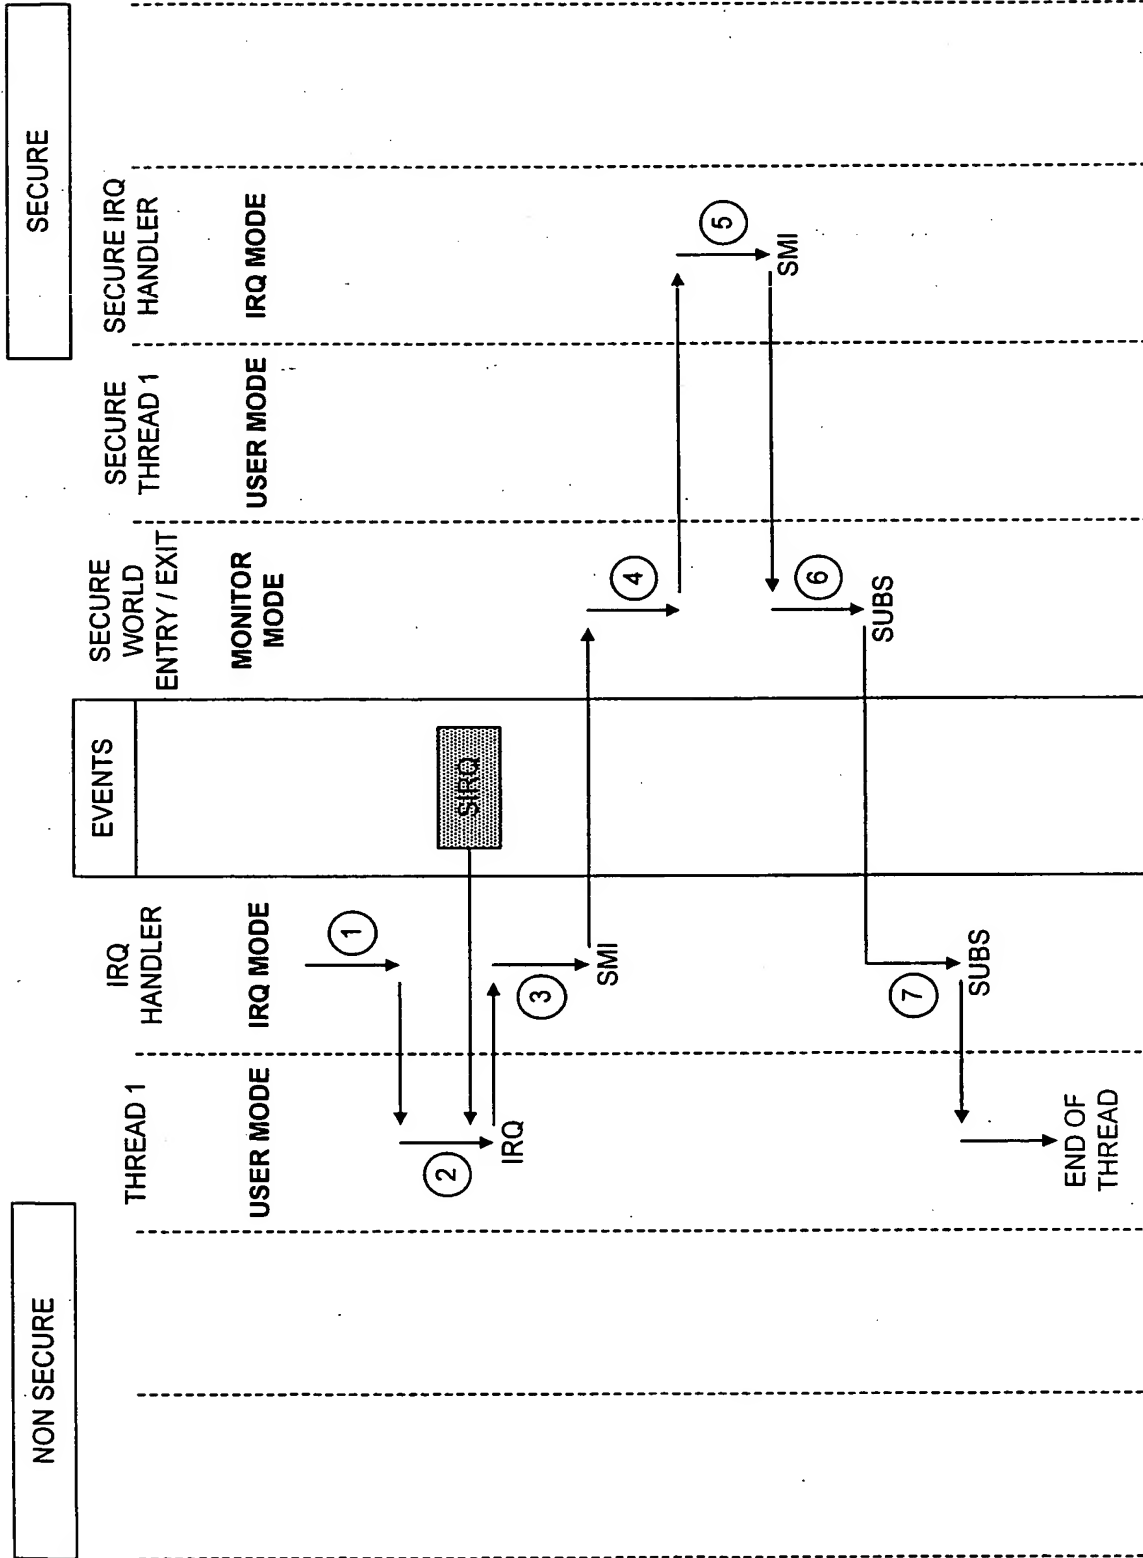 NON SECURE
SECURE
THREAD 1
USER MODE
IRQ
HANDLER
IRQ MODE
EVENTS
SECURE
WORLD
ENTRY / EXIT
MONITOR
MODE
SECURE
THREAD 1
USER MODE
SECURE IRQ
HANDLER
IRQ MODE
1
2
IRQ
SIRQ
3
SMI
4
5
SMI
6
SUBS
7
SUBS
END OF
THREAD